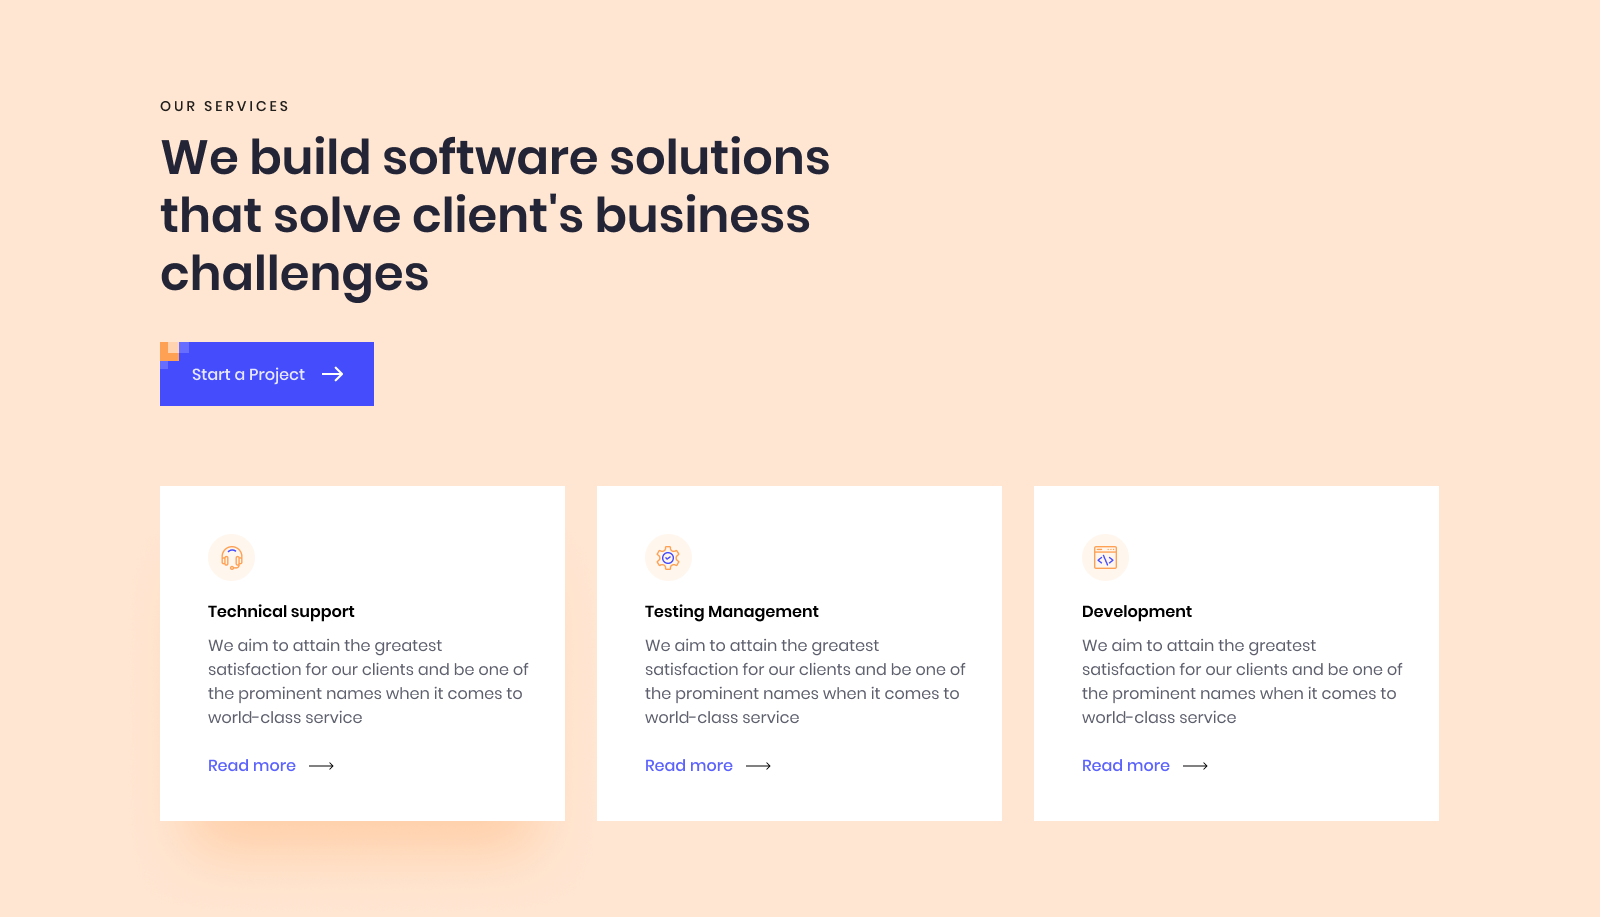 OUR SERVICES
We build software solutions
that solve client's business
challenges
Start a Project
Technical support
We aim to attain the greatest
satisfaction for our clients and be one of
the prominent names when it comes to
world-class service
Read more
Testing Management
We aim to attain the greatest
satisfaction for our clients and be one of
the prominent names when it comes to
world-class service
Read more
Development
We aim to attain the greatest
satisfaction for our clients and be one of
the prominent names when it comes to
world-class service
Read more